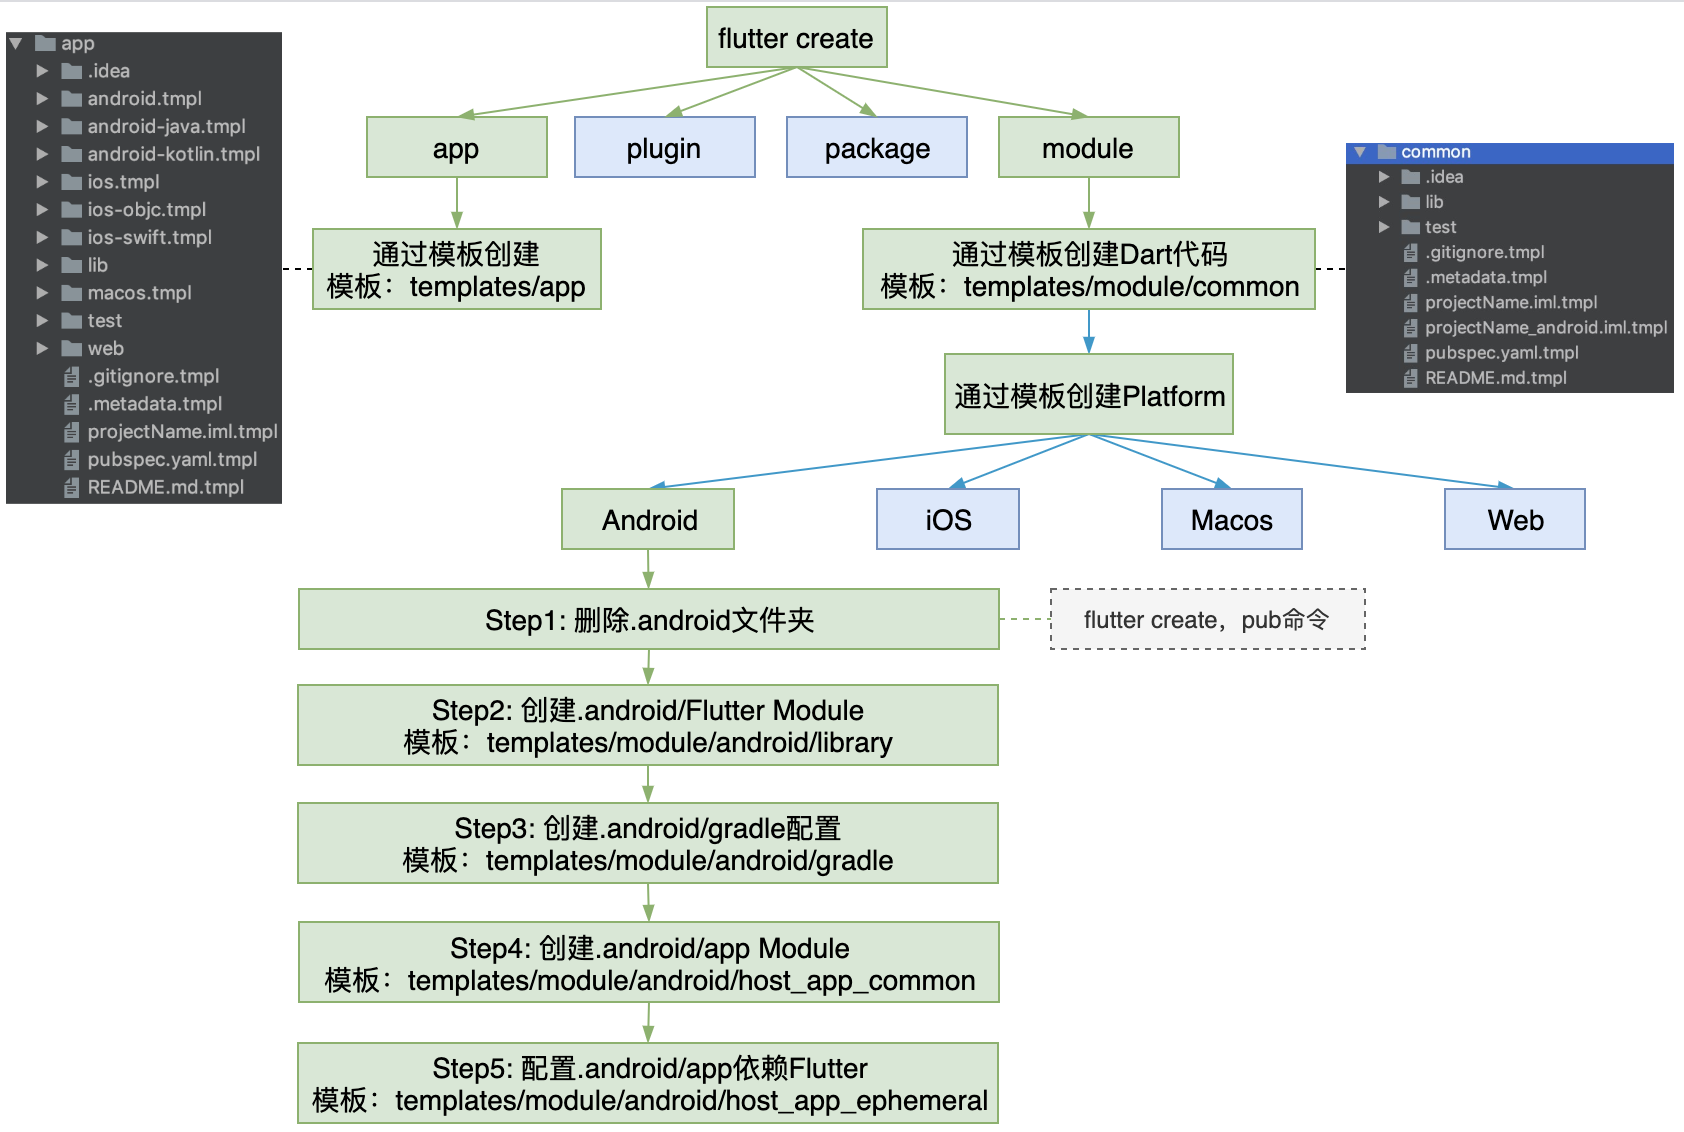 flutter create
app
plugin
package
module
通过模板创建
模板：templates/app
通过模板创建Dart代码
模板：templates/module/common
通过模板创建Platform
Android
iOS
Macos
Web
Step1: 删除.android文件夹
flutter create，pub命令
Step2: 创建.android/Flutter Module
模板：templates/module/android/library
Step3: 创建.android/gradle配置
模板：templates/module/android/gradle
Step4: 创建.android/app Module
模板：templates/module/android/host_app_common
Step5: 配置.android/app依赖Flutter
模板：templates/module/android/host_app_ephemeral
app
.idea
android.tmpl
android-java.tmpl
android-kotlin.tmpl
ios.tmpl
ios-objc.tmpl
ios-swift.tmpl
lib
macos.tmpl
test
web
.gitignore.tmpl
.metadata.tmpl
projectName.iml.tmpl
pubspec.yaml.tmpl
README.md.tmpl
common
.idea
lib
test
.gitignore.tmpl
.metadata.tmpl
projectName.iml.tmpl
projectName_android.iml.tmpl
pubspec.yaml.tmpl
README.md.tmpl